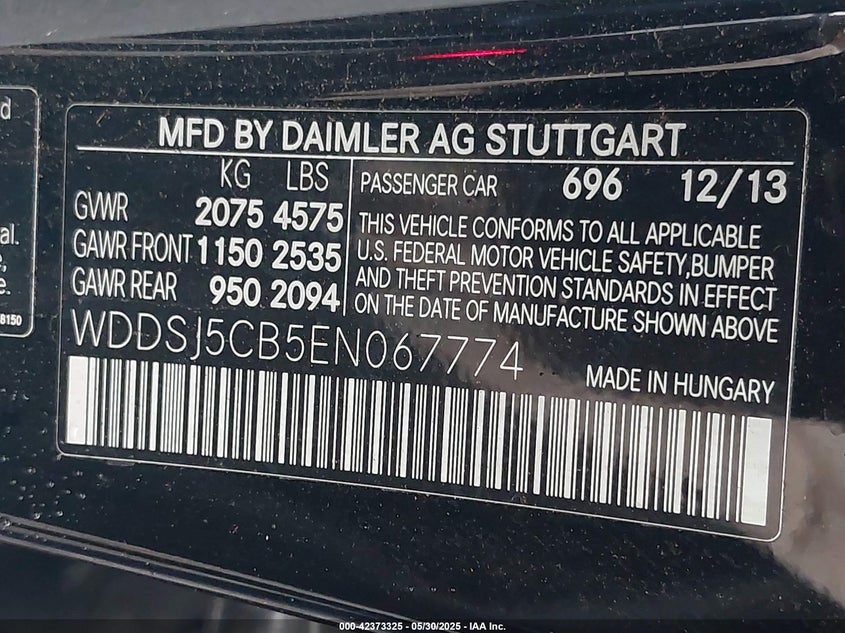 d
al.
e,
e.
8150
MFD BY DAIMLER AG STUTTGART
KG LBS
GVWR 2075 4575
GAWR FRONT 1150 2535
GAWR REAR 950 2094
PASSENGER CAR 696 12/13
THIS VEHICLE CONFORMS TO ALL APPLICABLE
U.S. FEDERAL MOTOR VEHICLE SAFETY,BUMPER
AND THEFT PREVENTION STANDARDS IN EFFECT
ON THE DATE OF MANUFACTURE SHOWN ABOVE
WDDSJ5CB5EN067774
MADE IN HUNGARY
000-42373325 — 05/30/2025 — IAA Inc.